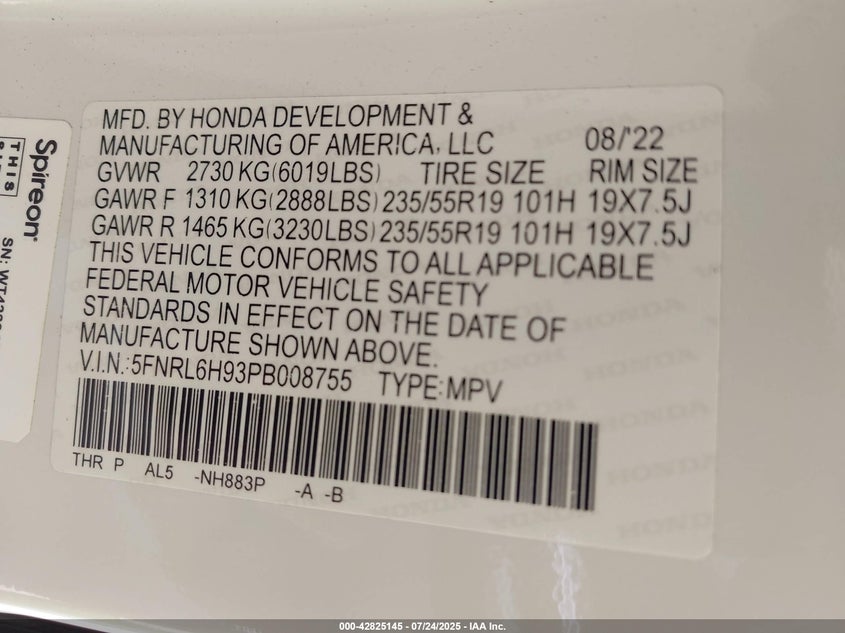 MFD. BY HONDA DEVELOPMENT &
MANUFACTURING OF AMERICA, LLC 08/'22
GVWR 2730 KG(6019LBS) TIRE SIZE RIM SIZE
GAWR F 1310 KG(2888LBS) 235/55R19 101H 19X7.5J
GAWR R 1465 KG(3230LBS) 235/55R19 101H 19X7.5J
THIS VEHICLE CONFORMS TO ALL APPLICABLE
FEDERAL MOTOR VEHICLE SAFETY
STANDARDS IN EFFECT ON THE DATE OF
MANUFACTURE SHOWN ABOVE.
V.I.N.:5FNRL6H93PB008755 TYPE:MPV
THR P AL5 -NH883P -A -B
Spireon
THIS
SN:
HONDA
000-42825145 - 07/24/2025 - IAA Inc.